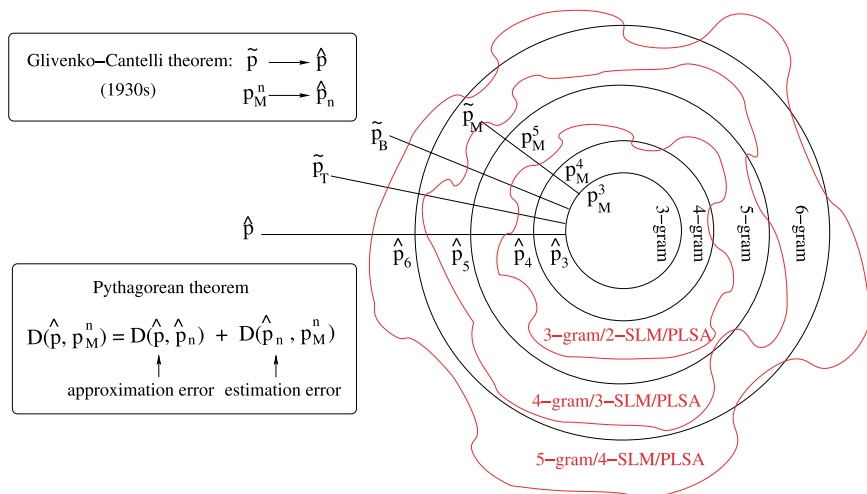 Glivenko−Cantelli theorem: p̃ ⟶ p̂
(1930s) p_M^n ⟶ p̂_n
p̃_M
p̃_B
p̃_T
p̂
p_M^5
p_M^4
p_M^3
p̂_6 p̂_5 p̂_4 p̂_3
3−gram 4−gram 5−gram 6−gram
Pythagorean theorem
D(p̂, p_M^n) = D(p̂, p̂_n) + D(p̂_n , p_M^n)
approximation error estimation error
3−gram/2−SLM/PLSA
4−gram/3−SLM/PLSA
5−gram/4−SLM/PLSA